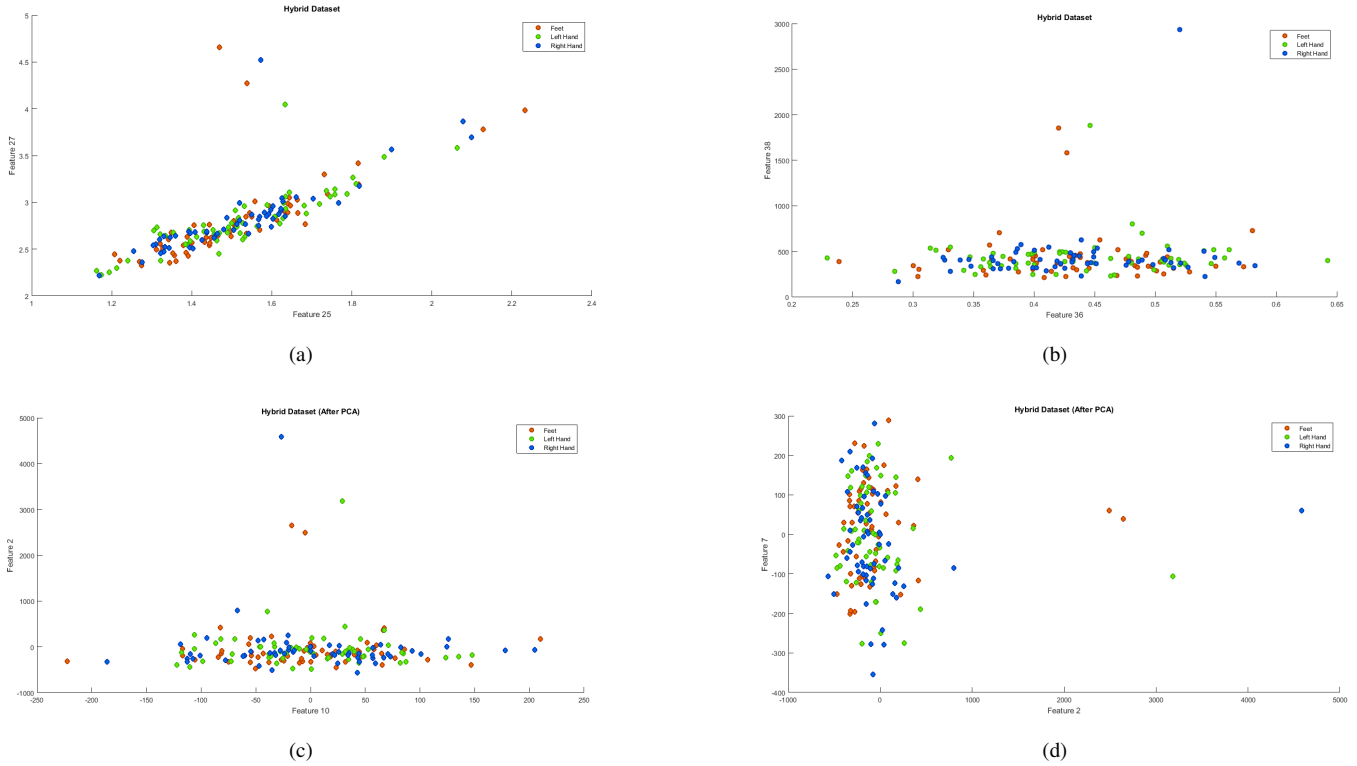 Hybrid Dataset
5
4.5
4
3.5
3
2.5
2
Feature 27
1
1.2
1.4
1.6
1.8
2
2.2
2.4
Feature 25
Feet
Left Hand
Right Hand
(a)
Hybrid Dataset
3000
2500
2000
1500
1000
500
0
Feature 38
0.2
0.25
0.3
0.35
0.4
0.45
0.5
0.55
0.6
0.65
Feature 36
Feet
Left Hand
Right Hand
(b)
Hybrid Dataset (After PCA)
5000
4000
3000
2000
1000
0
-1000
Feature 2
-250
-200
-150
-100
-50
0
50
100
150
200
250
Feature 10
Feet
Left Hand
Right Hand
(c)
Hybrid Dataset (After PCA)
300
200
100
0
-100
-200
-300
-400
Feature 7
-1000
0
1000
2000
3000
4000
5000
Feature 2
Feet
Left Hand
Right Hand
(d)